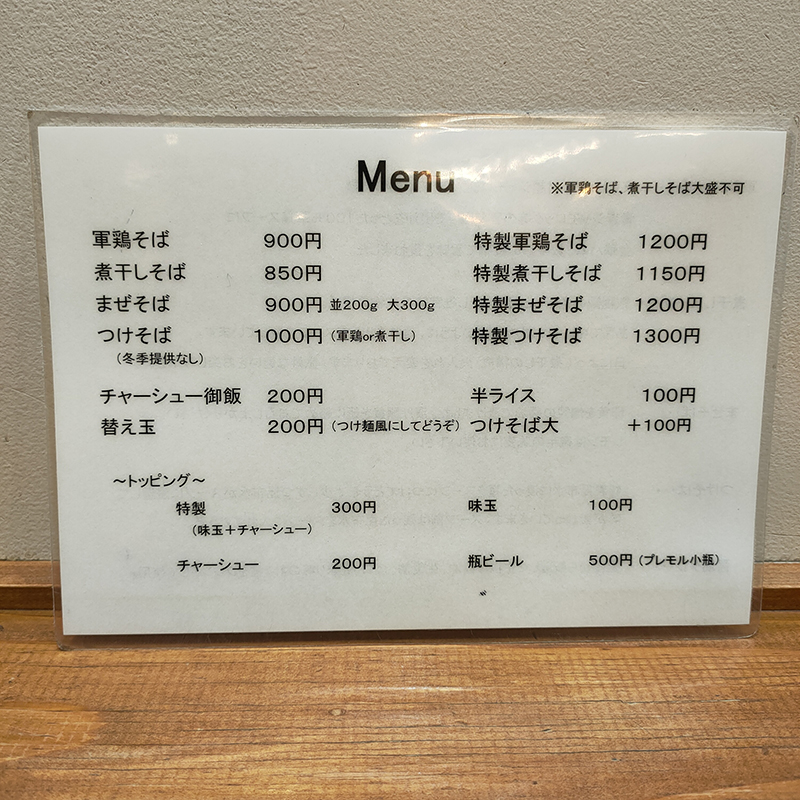 Menu
※軍鶏そば、煮干しそば大盛不可
軍鶏そば 900円 特製軍鶏そば 1200円
煮干しそば 850円 特製煮干しそば 1150円
まぜそば 900円 並200g 大300g 特製まぜそば 1200円
つけそば 1000円 (軍鶏or煮干し) 特製つけそば 1300円
(冬季提供なし)
チャーシュー御飯 200円 半ライス 100円
替え玉 200円 (つけ麺風にしてどうぞ) つけそば大 +100円
~トッピング~
特製 300円 味玉 100円
(味玉+チャーシュー)
チャーシュー 200円 瓶ビール 500円 (プレモル小瓶)